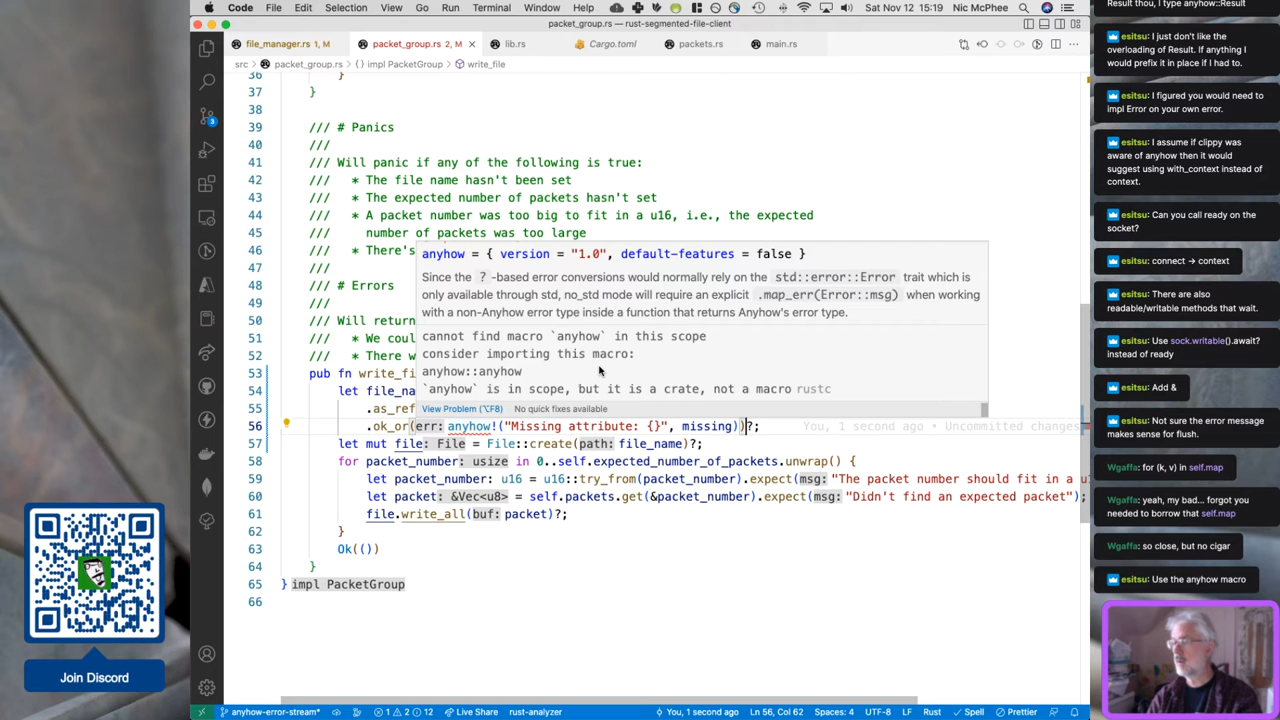 Code File Edit Selection View Go Run Terminal Window Help
Sat Nov 12 15:19 Nic McPhee
packet_group.rs — rust-segmented-file-client
file_manager.rs 1, M
packet_group.rs 2, M
lib.rs
Cargo.toml
packets.rs
main.rs
src > packet_group.rs > {} impl PacketGroup > write_file
36 }
37 }
38
39 /// # Panics
40 ///
41 /// Will panic if any of the following is true:
42 /// * The file name hasn't been set
43 /// * The expected number of packets hasn't set
44 /// * A packet number was too big to fit in a u16, i.e., the expected
45 /// number of packets was too large
46 /// * There's
47 ///
48 /// # Errors
49 ///
50 /// Will return
51 /// * We coul
52 /// * There w
53 pub fn write_fi
54 let file_na
55 .as_ref
56 .ok_or(err: anyhow!("Missing attribute: {}", missing))?; You, 1 second ago • Uncommitted changes
57 let mut file: File = File::create(path: file_name)?;
58 for packet_number: usize in 0..self.expected_number_of_packets.unwrap() {
59 let packet_number: u16 = u16::try_from(packet_number).expect(msg: "The packet number should fit in a u1
60 let packet: &Vec<u8> = self.packets.get(&packet_number).expect(msg: "Didn't find an expected packet");
61 file.write_all(buf: packet)?;
62 }
63 Ok(())
64 }
65 } impl PacketGroup
66
anyhow = { version = "1.0", default-features = false }
Since the ? -based error conversions would normally rely on the std::error::Error trait which is
only available through std, no_std mode will require an explicit .map_err(Error::msg) when working
with a non-Anyhow error type inside a function that returns Anyhow's error type.
cannot find macro `anyhow` in this scope
consider importing this macro:
anyhow::anyhow
`anyhow` is in scope, but it is a crate, not a macro rustc
View Problem (⌥F8) No quick fixes available
3
Join Discord
anyhow-error-stream* 1 2 12 Live Share rust-analyzer
You, 1 second ago Ln 56, Col 62 Spaces: 4 UTF-8 LF Rust Spell Prettier
Result thou, I type anyhow::Result
esitsu: I just don't like the
overloading of Result. If anything I
would prefix it in place if I had to.
esitsu: I figured you would need to
impl Error on your own error.
esitsu: I assume if clippy was
aware of anyhow then it would
suggest using with_context instead of
context.
esitsu: Can you call ready on the
socket?
esitsu: connect → context
esitsu: There are also
readable/writable methods that wait.
esitsu: Use sock.writable().await?
instead of ready
esitsu: Add &
esitsu: Not sure the error message
makes sense for flush.
Wgaffa: for (k, v) in self.map
Wgaffa: yeah, my bad... forgot you
needed to borrow that self.map
Wgaffa: so close, but no cigar
esitsu: Use the anyhow macro